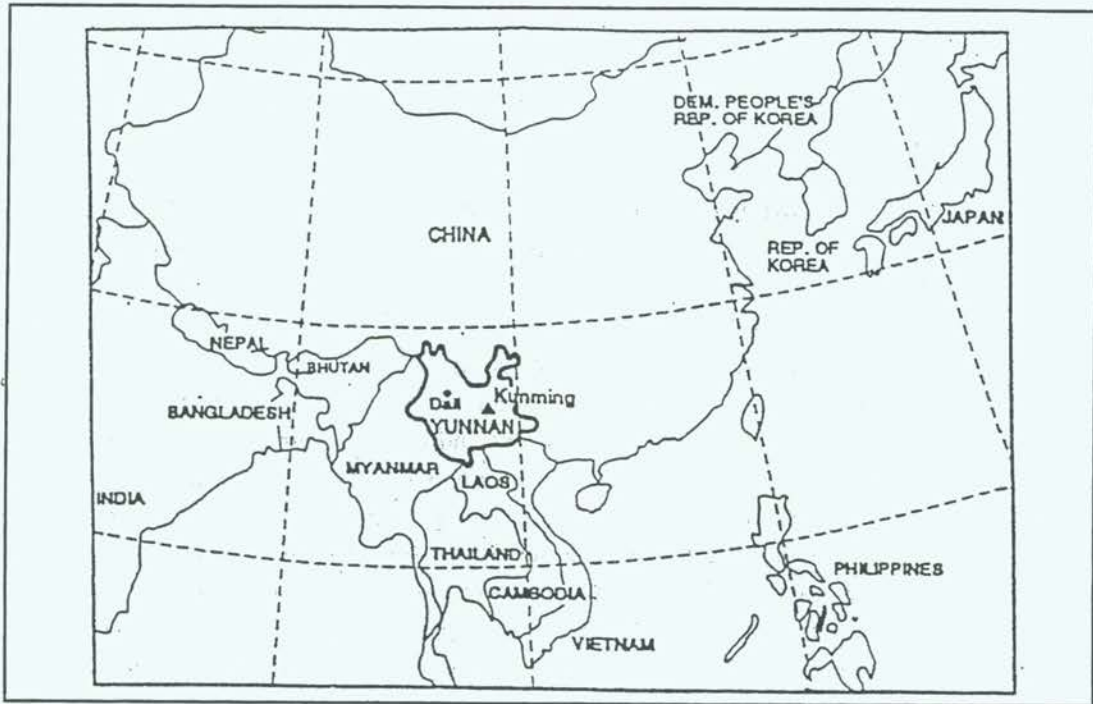 DEM. PEOPLE'S
REP. OF KOREA
CHINA
JAPAN
REP. OF
KOREA
NEPAL
BHUTAN
Dali
Kunming
BANGLADESH
YUNNAN
MYANMAR
LAOS
INDIA
THAILAND
PHILIPPINES
CAMBODIA
VIETNAM